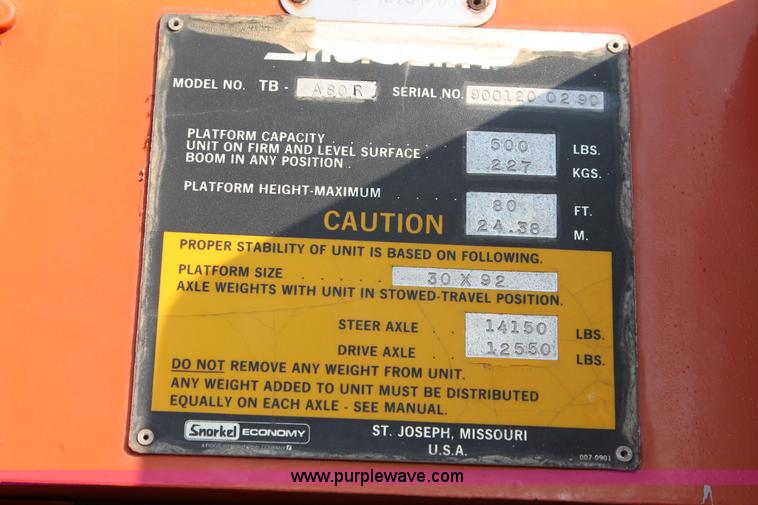 MODEL NO. TB - A80R SERIAL NO. 900120 02 90
PLATFORM CAPACITY . . . . . . . . .
UNIT ON FIRM AND LEVEL SURFACE . 500 LBS.
BOOM IN ANY POSITION . 227 KGS.
PLATFORM HEIGHT-MAXIMUM . . . . . 80 FT.
24.38 M.
CAUTION
PROPER STABILITY OF UNIT IS BASED ON FOLLOWING.
PLATFORM SIZE . . . . . . 30 X 92
AXLE WEIGHTS WITH UNIT IN STOWED-TRAVEL POSITION.
STEER AXLE . 14150 LBS.
DRIVE AXLE . 12550 LBS.
DO NOT REMOVE ANY WEIGHT FROM UNIT.
ANY WEIGHT ADDED TO UNIT MUST BE DISTRIBUTED
EQUALLY ON EACH AXLE - SEE MANUAL.
Snorkel ECONOMY
ST. JOSEPH, MISSOURI
U.S.A.
007-0901
www.purplewave.com